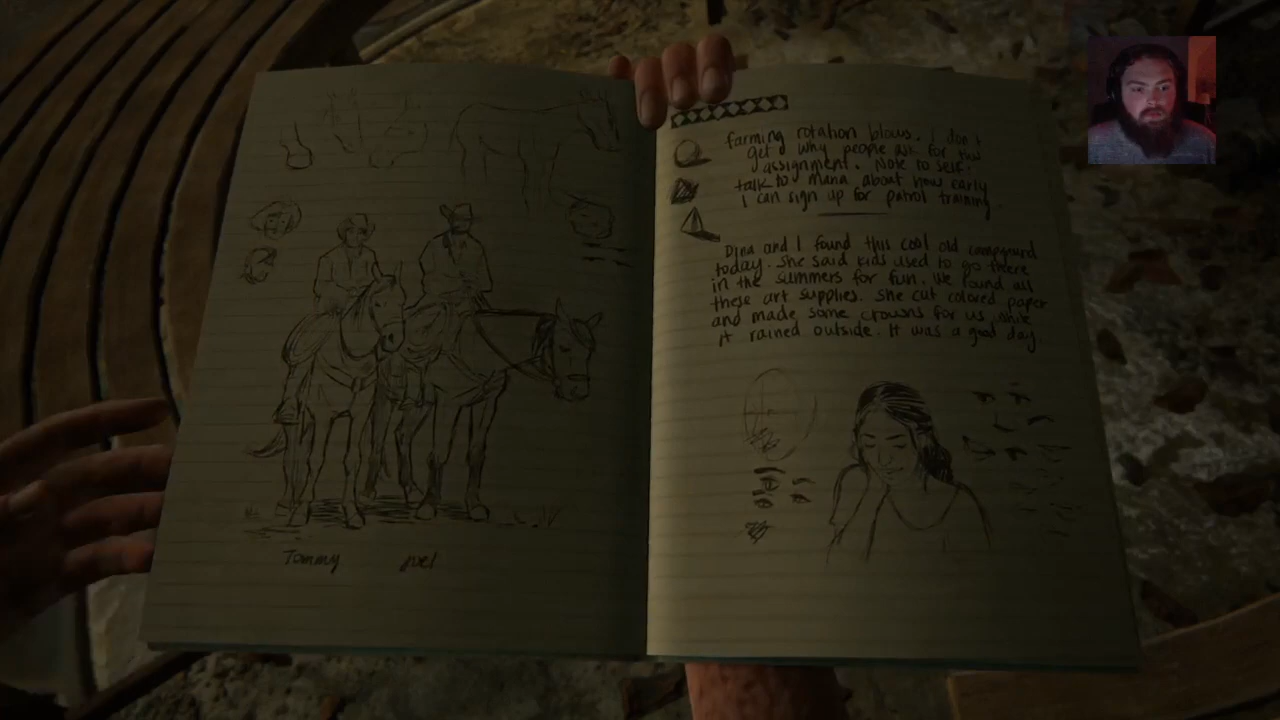 Tommy
Joel
farming rotation blows. I don't
get why people ask for this
assignment. Note to self.
talk to Maria about how early
I can sign up for patrol training.
Dina and I found this cool old campground
today. She said kids used to go there
in the summers for fun. We found all
these art supplies. She cut colored paper
and made some crowns for us while
it rained outside. It was a good day.